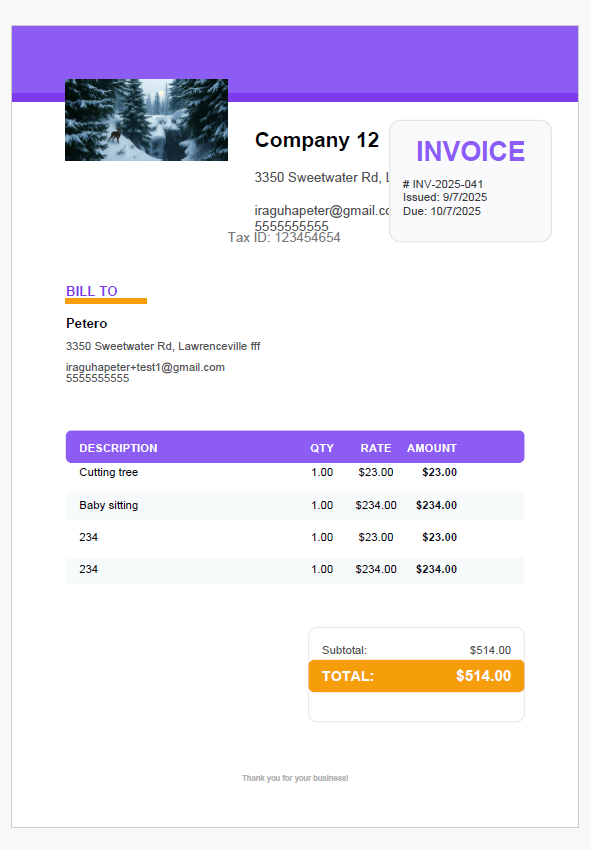 Company 12
3350 Sweetwater Rd, L
iraguhapeter@gmail.co
5555555555
Tax ID: 123454654
INVOICE
# INV-2025-041
Issued: 9/7/2025
Due: 10/7/2025
BILL TO
Petero
3350 Sweetwater Rd, Lawrenceville fff
iraguhapeter+test1@gmail.com
5555555555
DESCRIPTION QTY RATE AMOUNT
Cutting tree 1.00 $23.00 $23.00
Baby sitting 1.00 $234.00 $234.00
234 1.00 $23.00 $23.00
234 1.00 $234.00 $234.00
Subtotal: $514.00
TOTAL: $514.00
Thank you for your business!